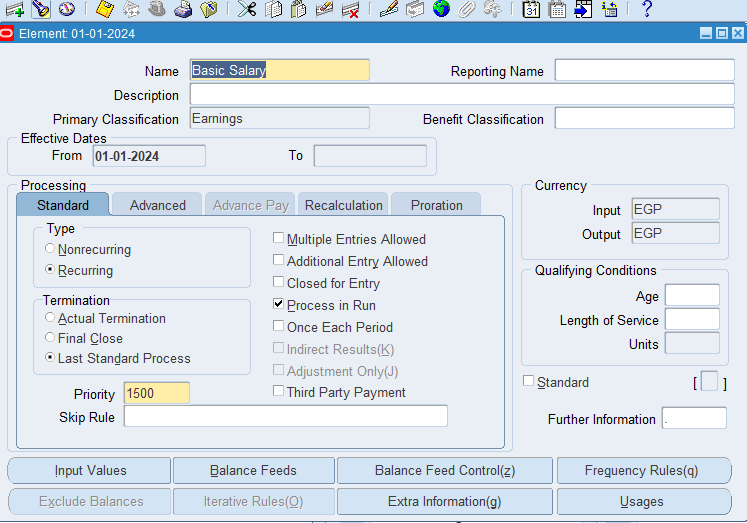 31
?
Element: 01-01-2024
Name Basic Salary Reporting Name
Description
Primary Classification Earnings Benefit Classification
Effective Dates
From 01-01-2024 To
Processing Currency
Standard Advanced Advance Pay Recalculation Proration
Input EGP
Output EGP
Type
Nonrecurring
Recurring
Multiple Entries Allowed
Additional Entry Allowed
Closed for Entry
Process in Run
Once Each Period
Indirect Results(K)
Adjustment Only(J)
Third Party Payment
Termination
Actual Termination
Final Close
Last Standard Process
Priority 1500
Skip Rule
Qualifying Conditions
Age
Length of Service
Units
Standard [ ]
Further Information .
Input Values Balance Feeds Balance Feed Control(z) Frequency Rules(q)
Exclude Balances Iterative Rules(O) Extra Information(g) Usages